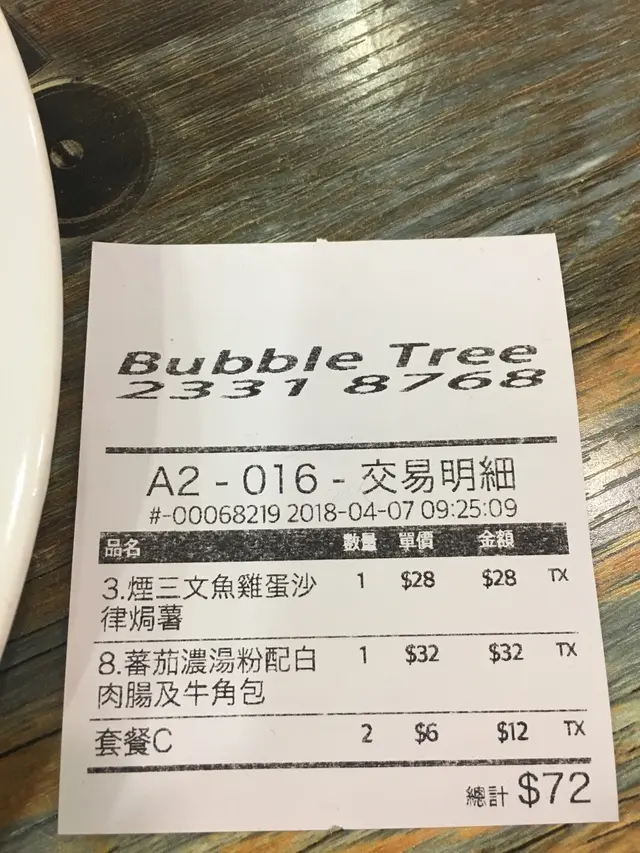 Bubble Tree
2331 8768
A2 - 016 - 交易明細
#-00068219 2018-04-07 09:25:09
品名 數量 單價 金額
3.煙三文魚雞蛋沙 1 $28 $28 TX
律焗薯
8.蕃茄濃湯粉配白 1 $32 $32 TX
肉腸及牛角包
套餐C 2 $6 $12 TX
總計 $72